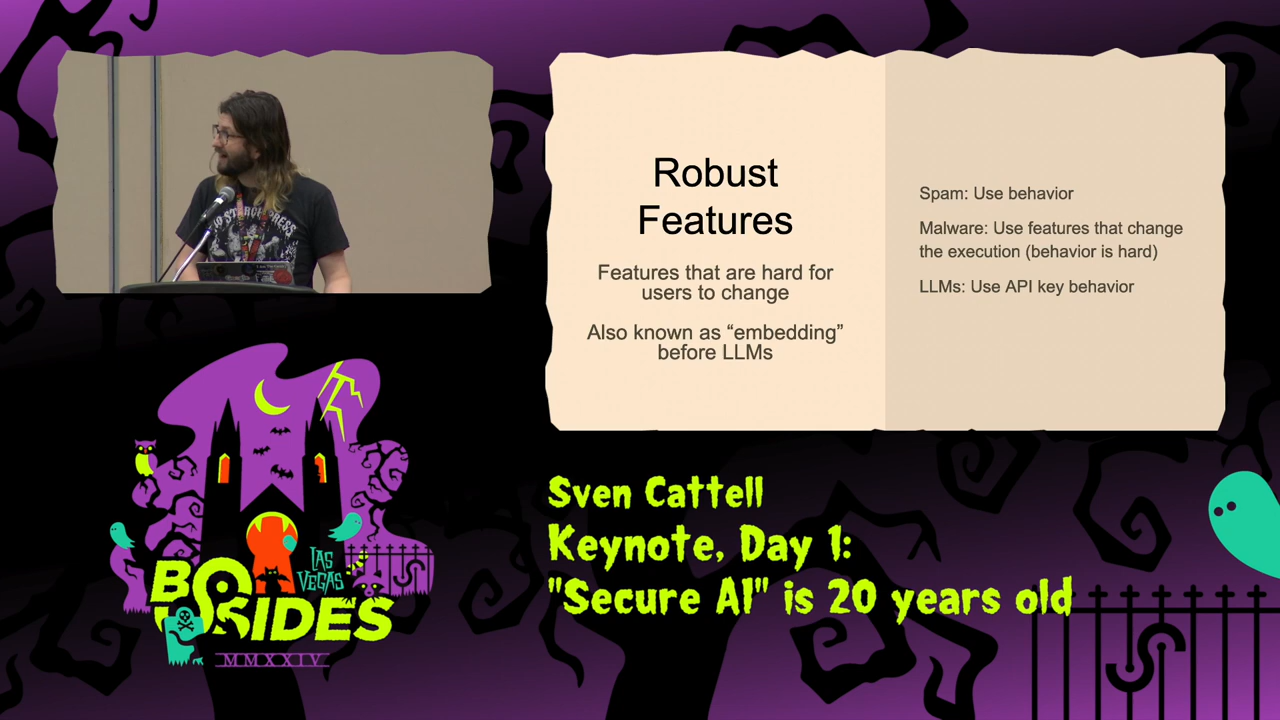 Robust
Features
Features that are hard for
users to change
Also known as “embedding”
before LLMs
Spam: Use behavior
Malware: Use features that change
the execution (behavior is hard)
LLMs: Use API key behavior
Sven Cattell
Keynote, Day 1:
"Secure AI" is 20 years old
LAS
VEGAS
BSIDES
MMXXIV